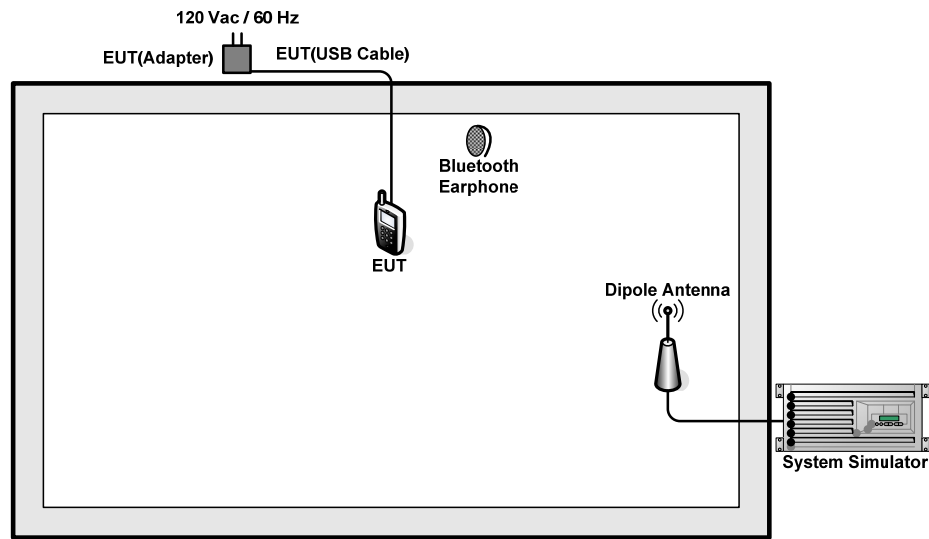 120 Vac / 60 Hz
EUT(Adapter)
EUT(USB Cable)
Bluetooth
Earphone
EUT
Dipole Antenna
System Simulator